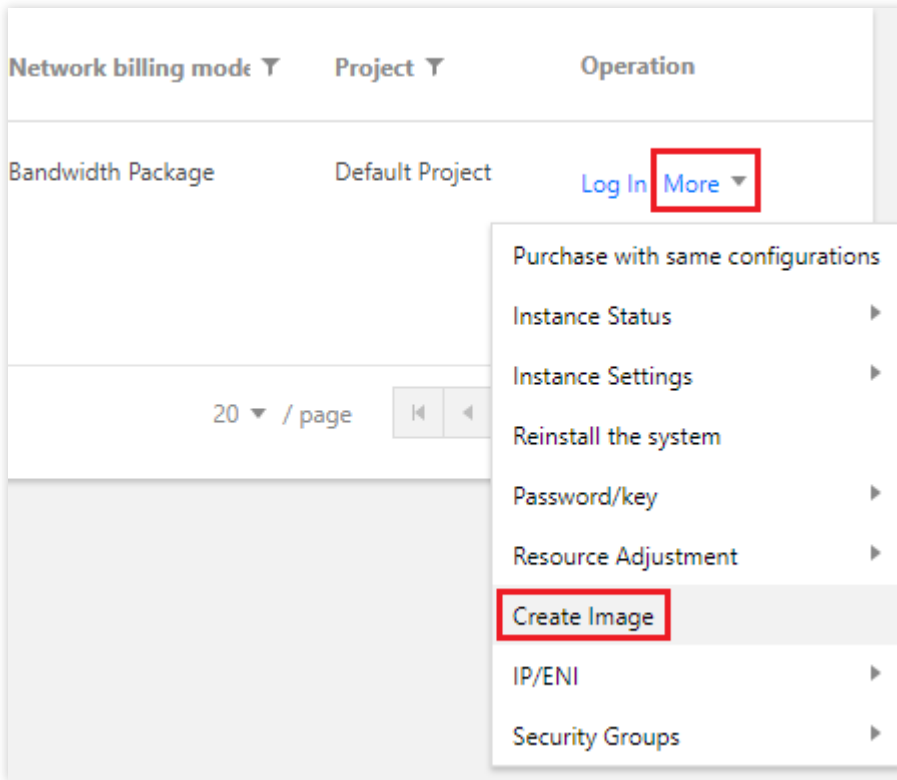 Network billing mode Project Operation
Bandwidth Package Default Project Log In More
Purchase with same configurations
Instance Status
Instance Settings
20 / page
Reinstall the system
Password/key
Resource Adjustment
Create Image
IP/ENI
Security Groups